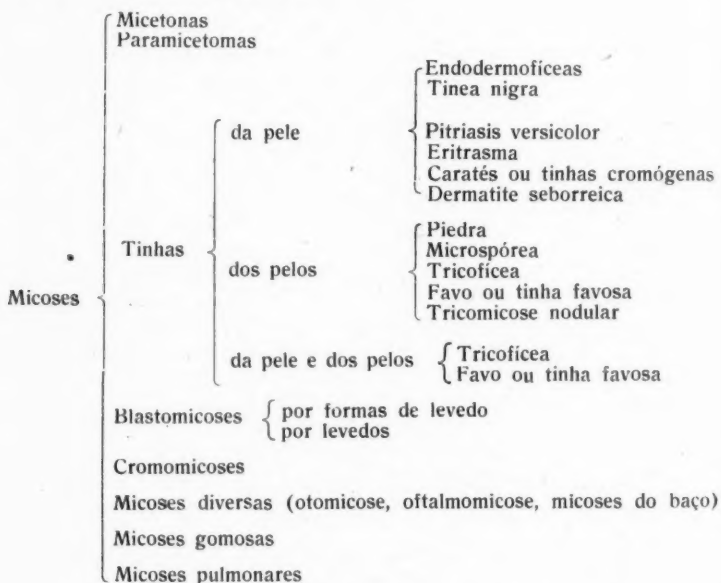 Micetonas
Paramicetomas
Endodermofíceas
Tinea nigra
da pele
Pitriasis versicolor
Eritrasma
Caratés ou tinhas cromógenas
Dermatite seborreica
Piedra
Microspórea
Tinhas
dos pelos
Tricofícea
Favo ou tinha favosa
Micoses
Tricomicose nodular
da pele e dos pelos
Tricofícea
Favo ou tinha favosa
Blastomicoses
por formas de levedo
por levedos
Cromomicoses
Micoses diversas (otomicose, oftalmomicose, micoses do baço)
Micoses gomosas
Micoses pulmonares